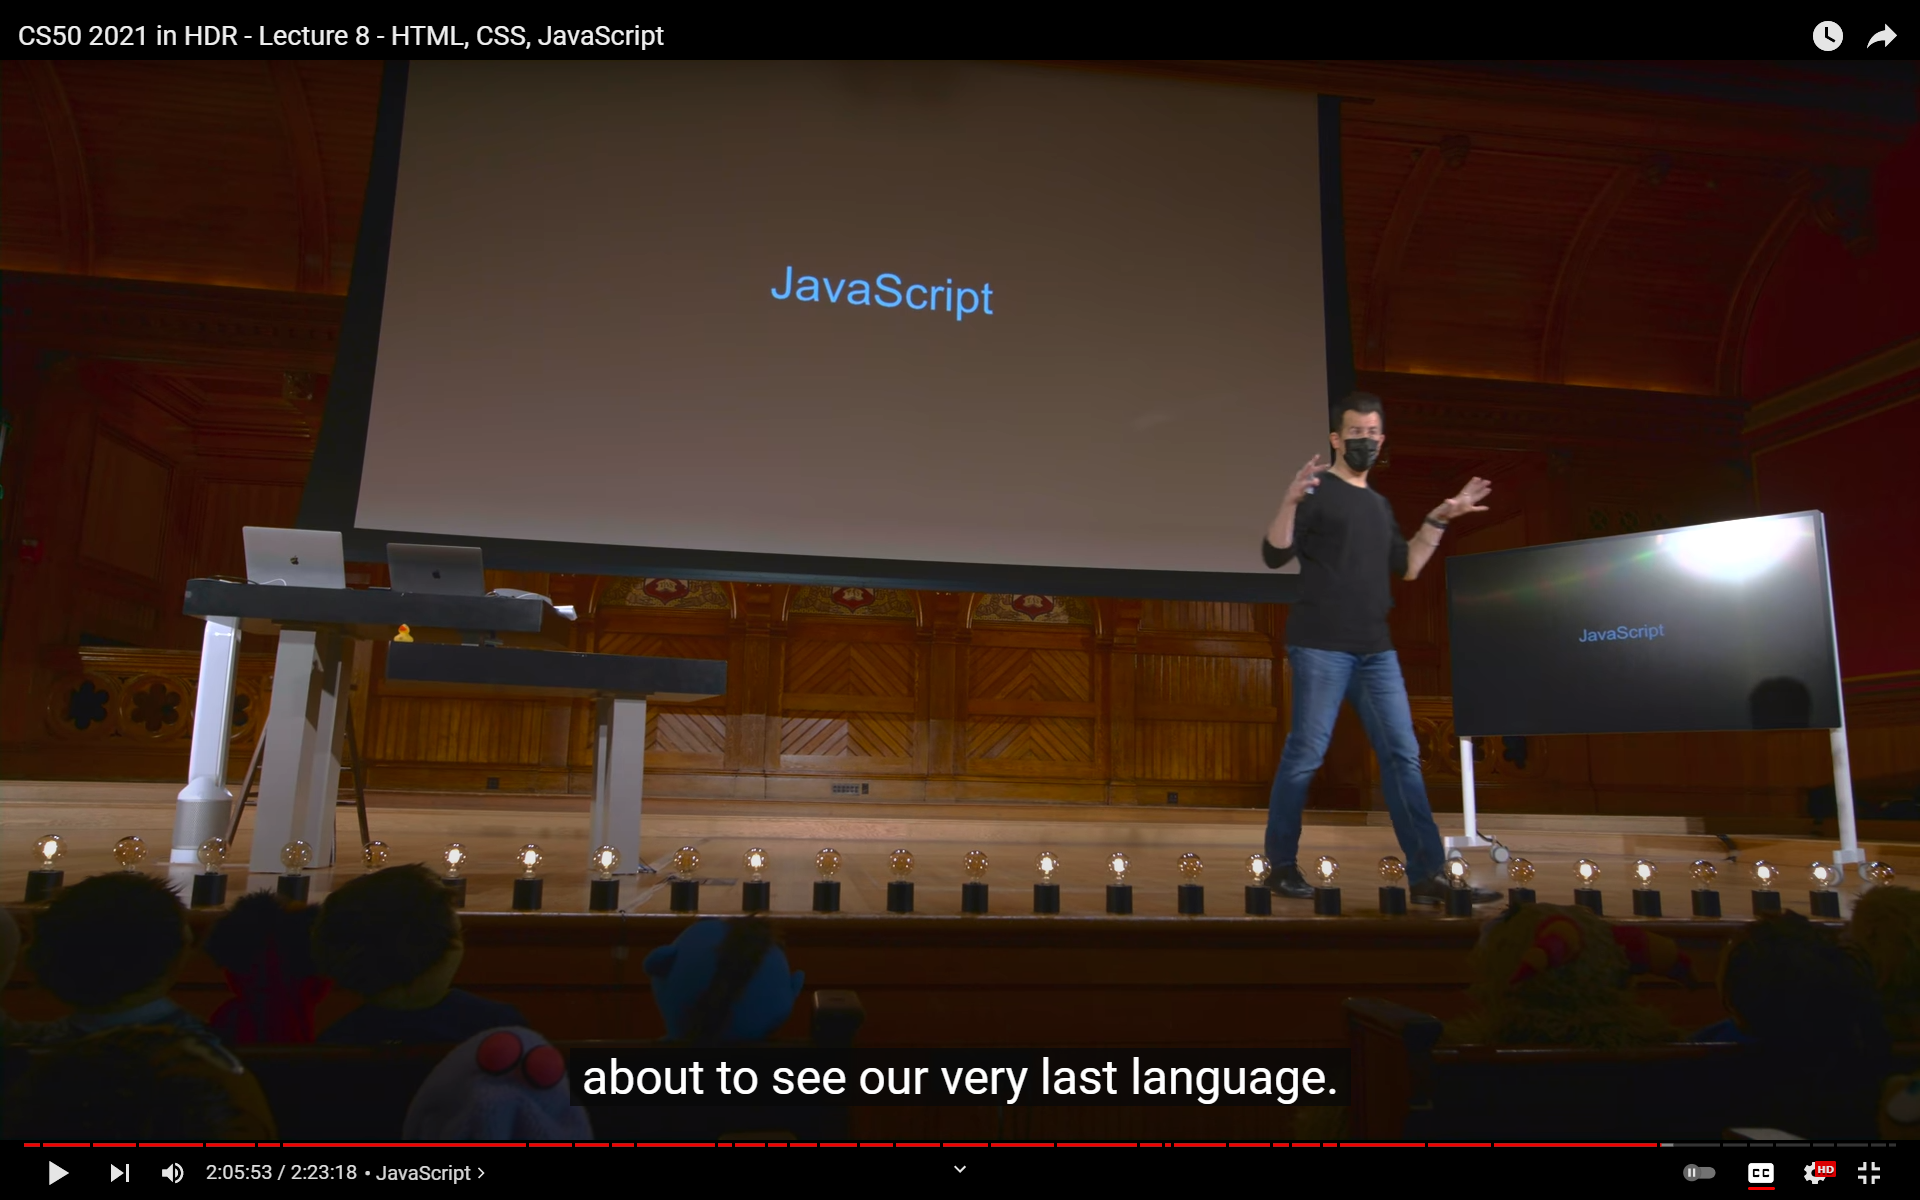 CS50 2021 in HDR - Lecture 8 - HTML, CSS, JavaScript
JavaScript
JavaScript
about to see our very last language.
2:05:53 / 2:23:18 • JavaScript ›
CC
HD